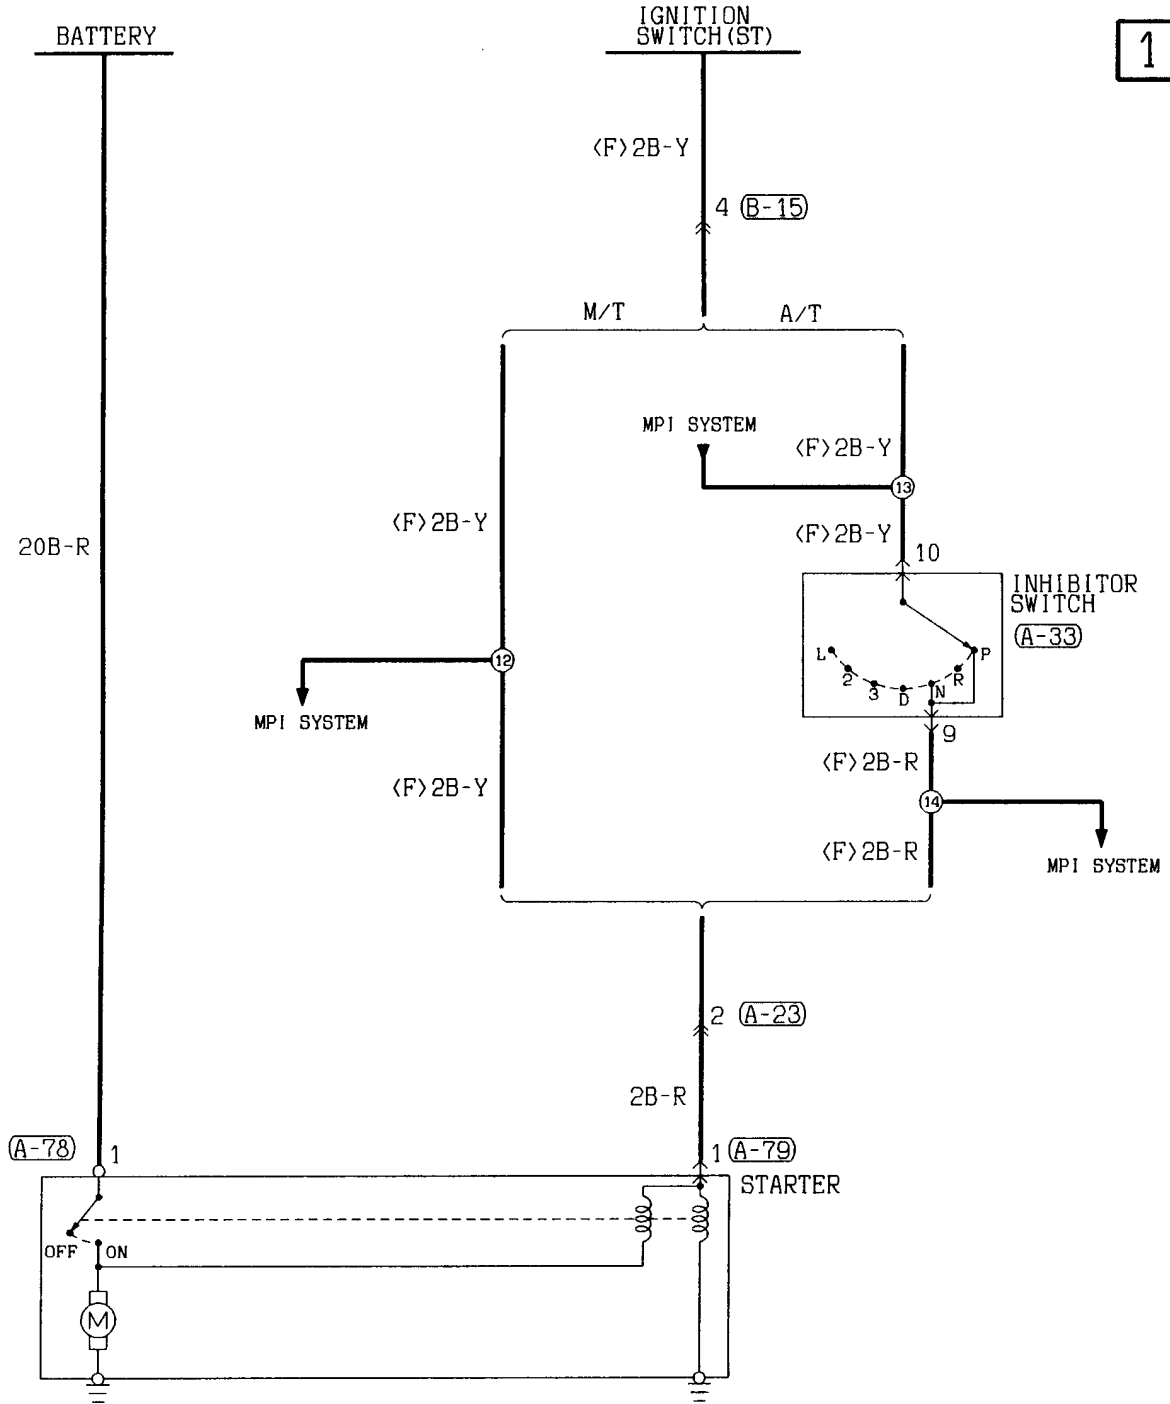 BATTERY
IGNITION
SWITCH(ST)
1
<F>2B-Y
4 (B-15)
M/T
A/T
MPI SYSTEM
<F>2B-Y
13
<F>2B-Y
<F>2B-Y
20B-R
10
INHIBITOR
SWITCH
(A-33)
L
2
3
D
N
R
P
12
MPI SYSTEM
9
<F>2B-R
<F>2B-Y
14
<F>2B-R
MPI SYSTEM
2 (A-23)
2B-R
(A-78) 1
1 (A-79)
STARTER
OFF
ON
M